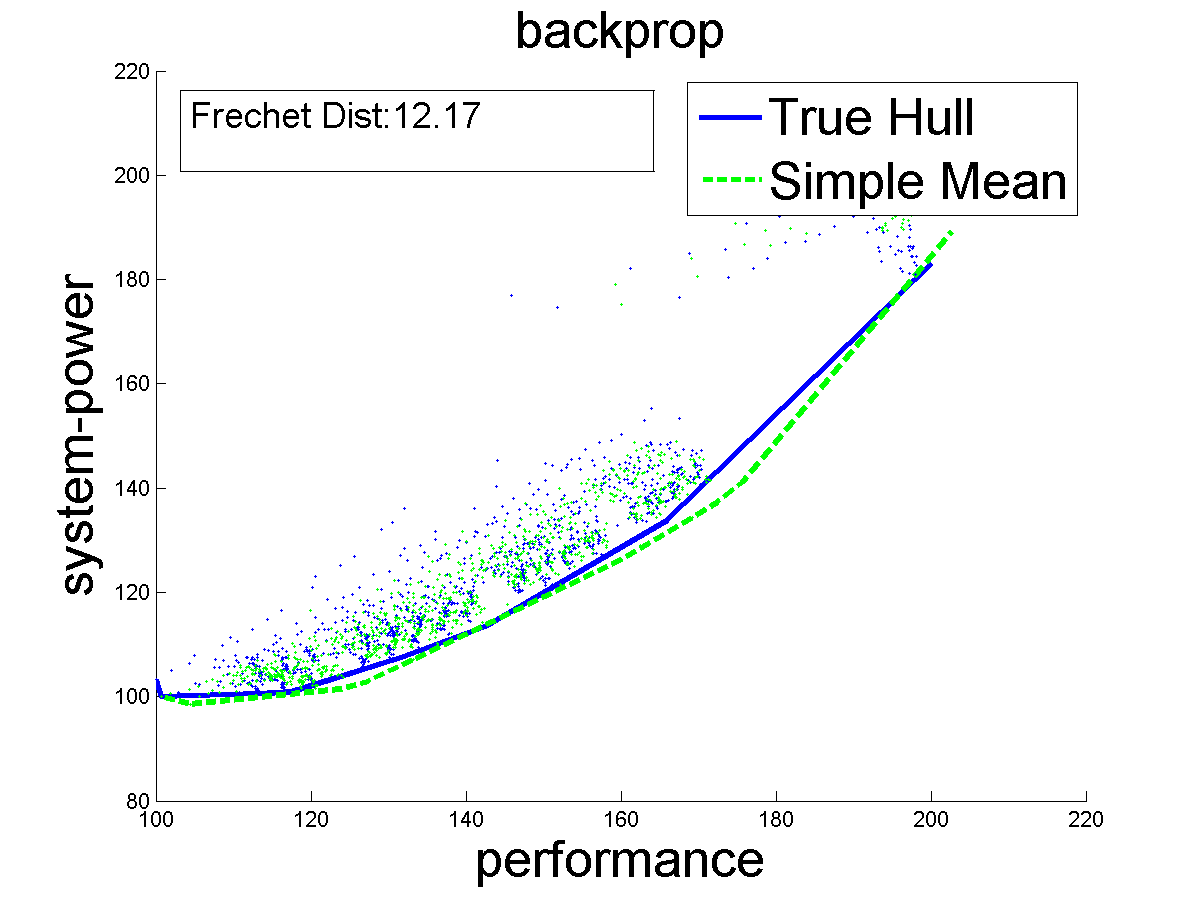 backprop
Frechet Dist:12.17
True Hull
Simple Mean
system-power
220
200
180
160
140
120
100
80
100 120 140 160 180 200 220
performance